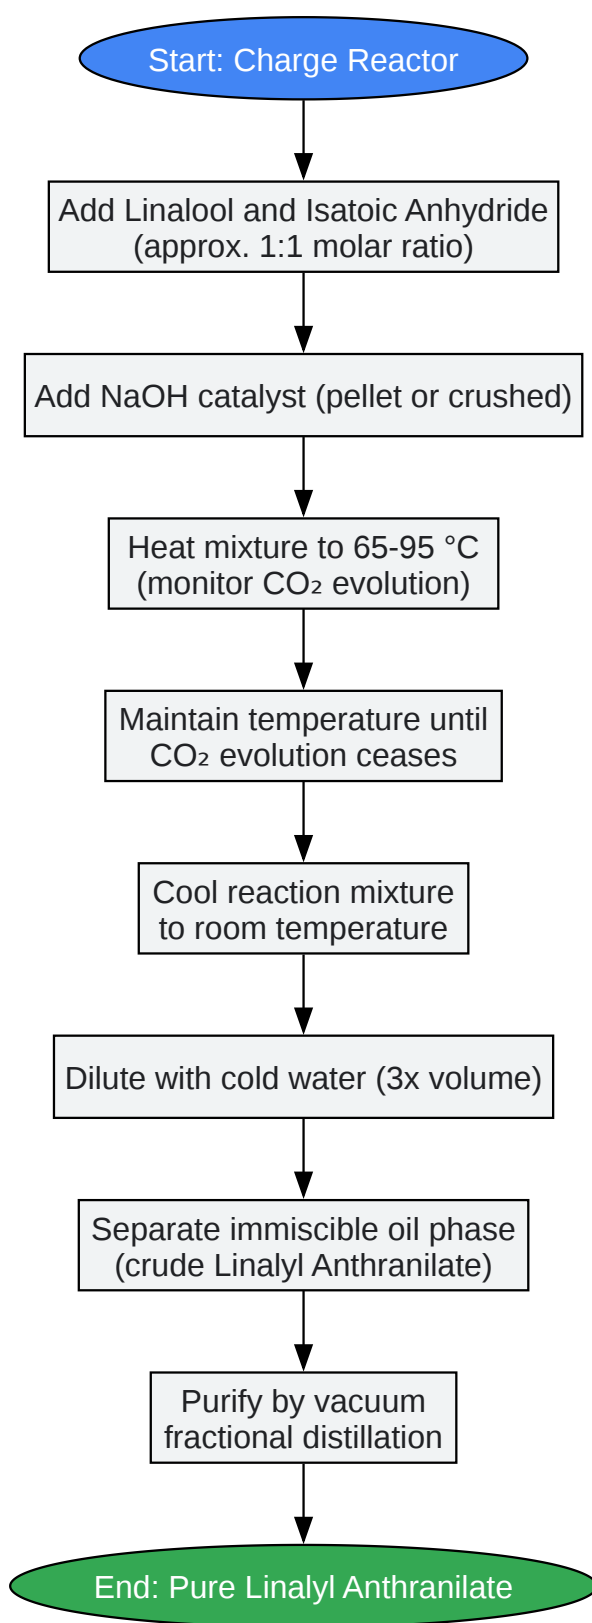 Start: Charge Reactor
Add Linalool and Isatoic Anhydride
(approx. 1:1 molar ratio)
Add NaOH catalyst (pellet or crushed)
Heat mixture to 65-95 °C
(monitor CO₂ evolution)
Maintain temperature until
CO₂ evolution ceases
Cool reaction mixture
to room temperature
Dilute with cold water (3x volume)
Separate immiscible oil phase
(crude Linalyl Anthranilate)
Purify by vacuum
fractional distillation
End: Pure Linalyl Anthranilate